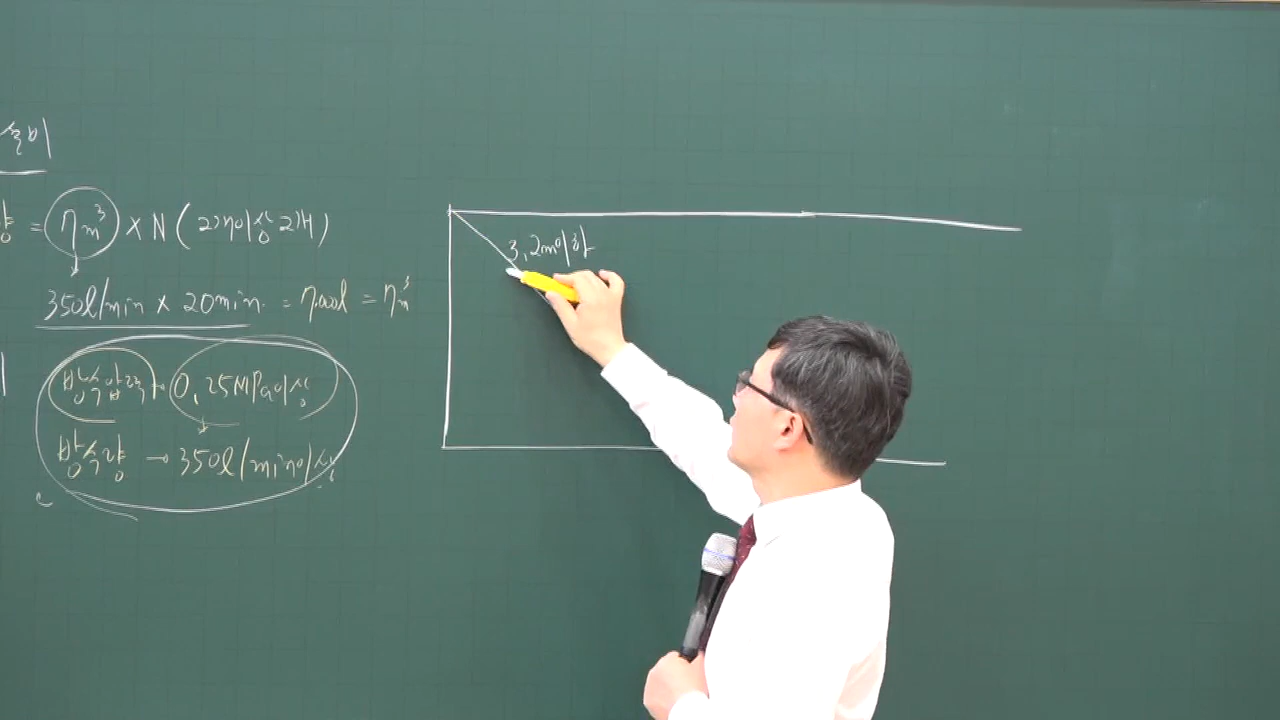 설비
= 7m³ × N (2개이상 2개)
350l/min × 20min = 7000l = 7m³
방수압력 → 0,25MPa이상
방수량 → 350l/min이상
3,2m이하